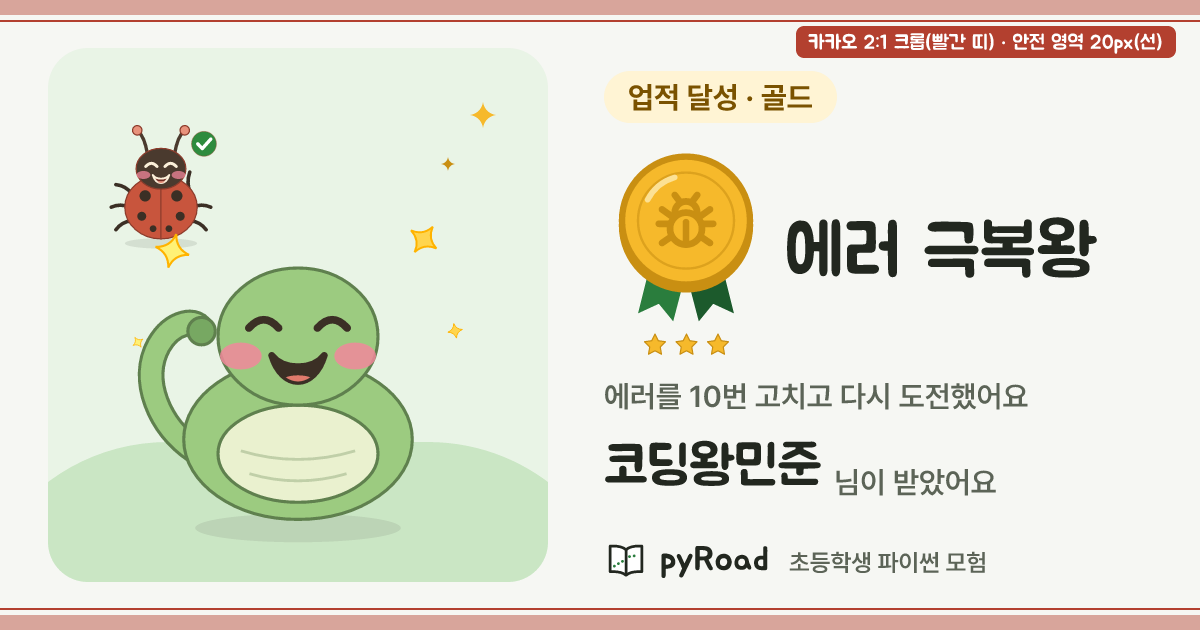 카카오 2:1 크롭(빨간 띠) · 안전 영역 20px(선)
업적 달성 · 골드
에러 극복왕
에러를 10번 고치고 다시 도전했어요
코딩왕민준 님이 받았어요
pyRoad 초등학생 파이썬 모험